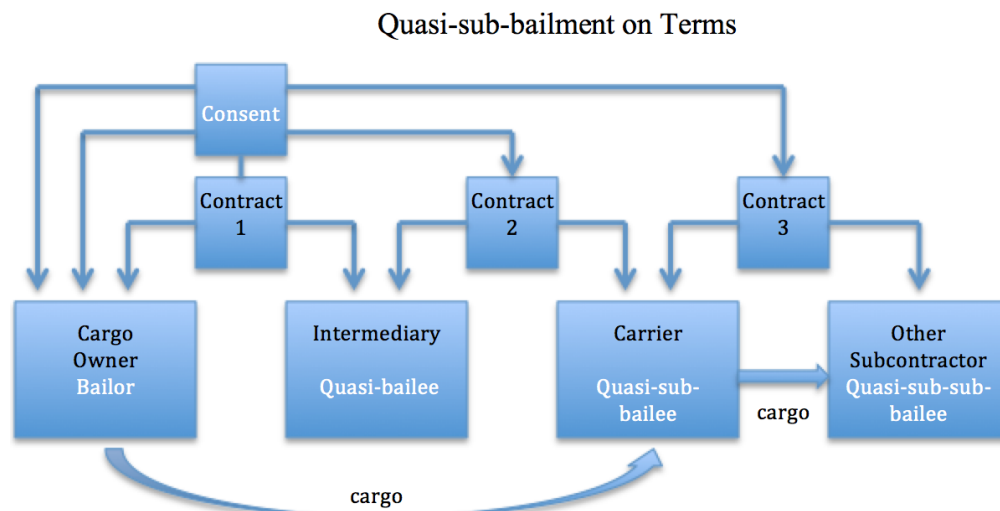 Quasi-sub-bailment on Terms
Consent
Contract
1
Contract
2
Contract
3
Cargo
Owner
Bailor
Intermediary
Quasi-bailee
Carrier
Quasi-sub-
bailee
cargo
Other
Subcontractor
Quasi-sub-sub-
bailee
cargo